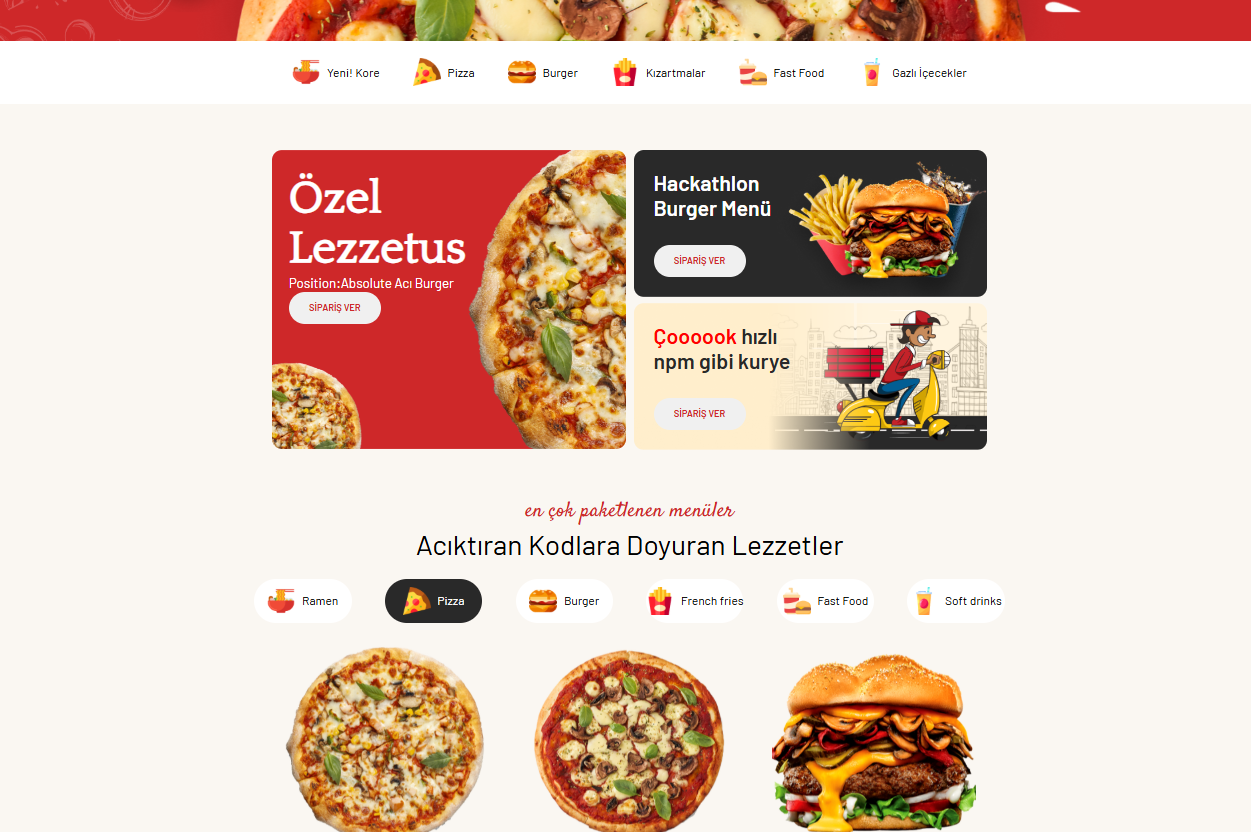 Yeni! Kore
Pizza
Burger
Kızartmalar
Fast Food
Gazlı İçecekler
Özel
Lezzetus
Position:Absolute Acı Burger
SİPARİŞ VER
Hackathlon
Burger Menü
SİPARİŞ VER
Çoooook hızlı
npm gibi kurye
SİPARİŞ VER
en çok paketlenen menüler
Acıktıran Kodlara Doyuran Lezzetler
Ramen
Pizza
Burger
French fries
Fast Food
Soft drinks